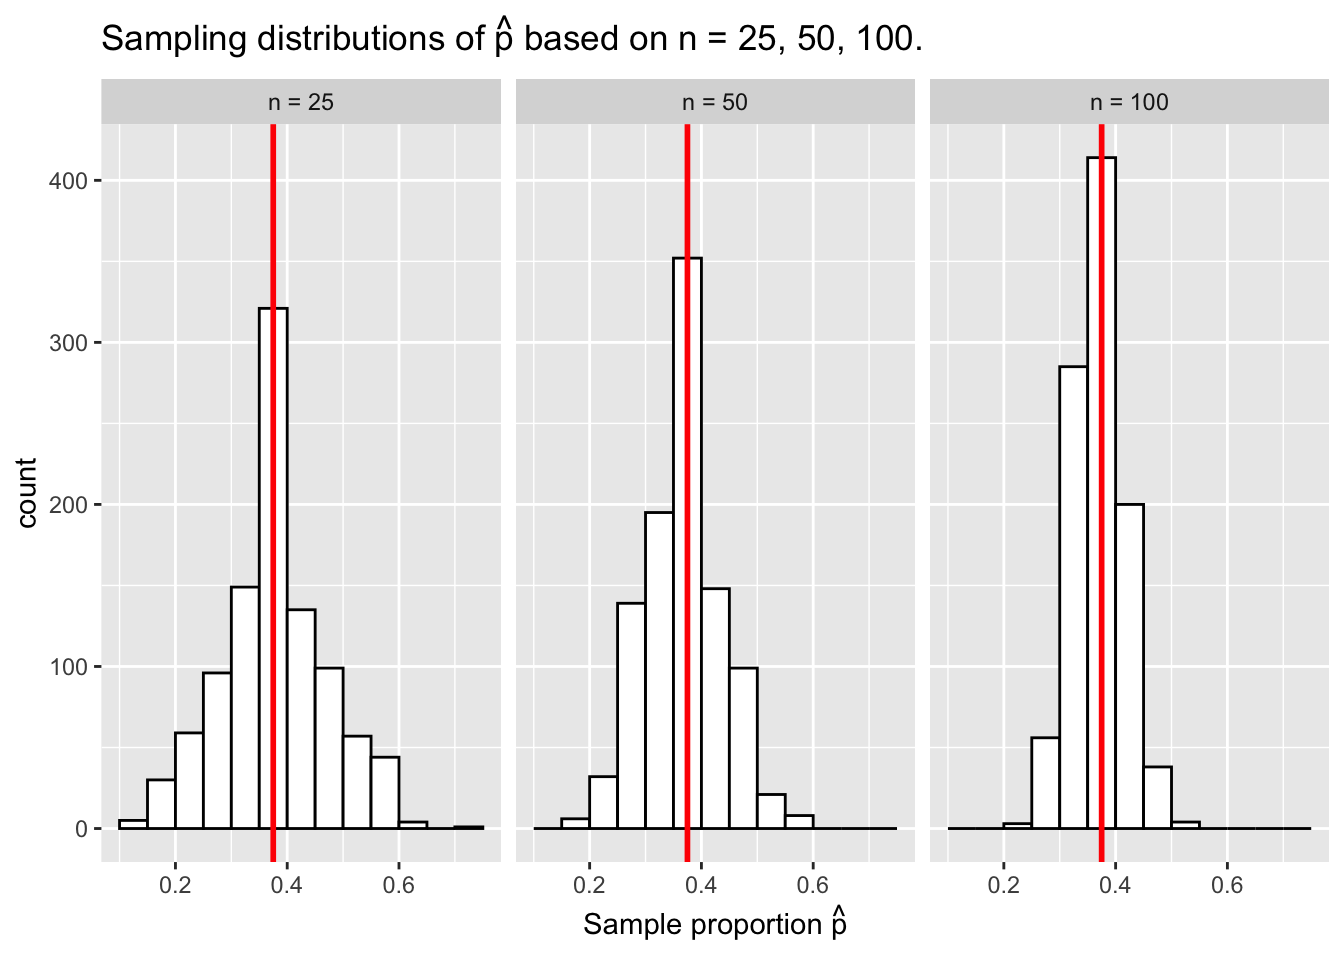 Sampling distributions of p̂ based on n = 25, 50, 100.
n = 25
n = 50
n = 100
400
300
200
100
0
count
0.2 0.4 0.6
0.2 0.4 0.6
0.2 0.4 0.6
Sample proportion p̂